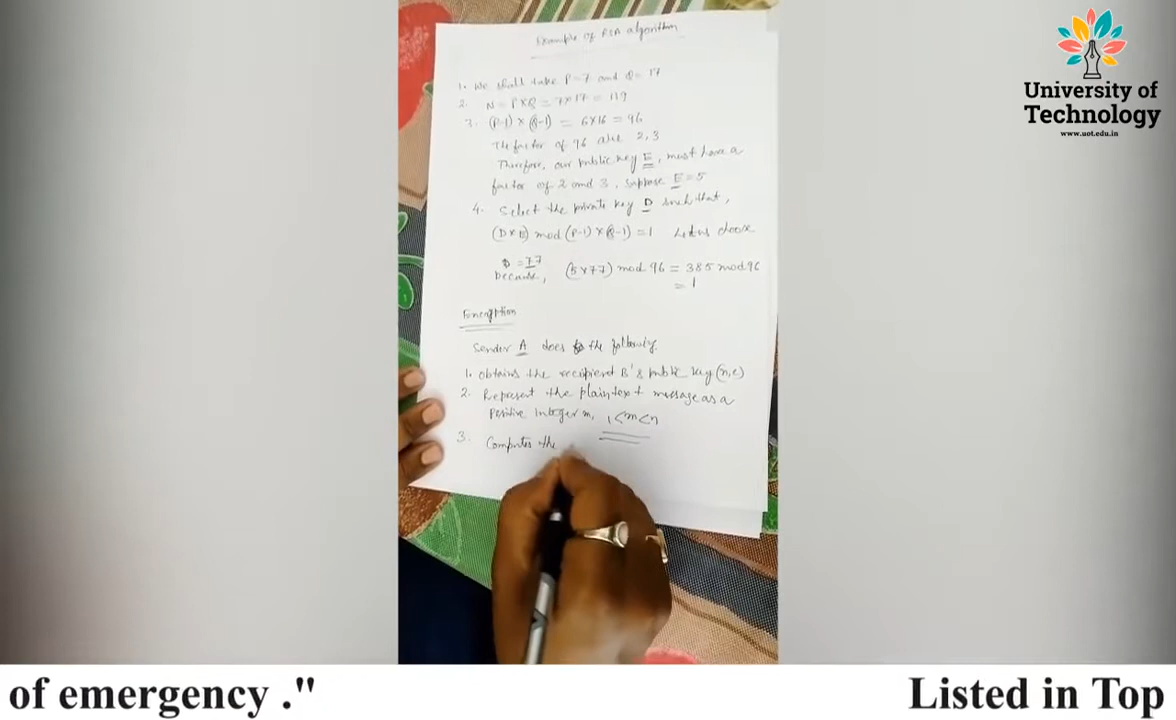 Example of RSA algorithm
1. We shall take P=7 and Q=17
2. N = P×Q = 7×17 = 119
3. (P-1) × (Q-1) = 6×16 = 96
The factor of 96 are 2, 3
Therefore, our public key E, must have a
factor of 2 and 3, suppose E=5
4. Select the private key D such that,
(D×E) mod (P-1) × (Q-1) = 1 Let us choose
D = 77
because, (5×77) mod 96 = 385 mod 96
= 1
Encryption
Sender A does the following.
1. Obtains the recipient B's public key (n,e)
2. Represent the plaintext message as a
Positive integer m, 1<m<n
3. Computes the
University of
Technology
www.uot.edu.in
of emergency ."
Listed in Top